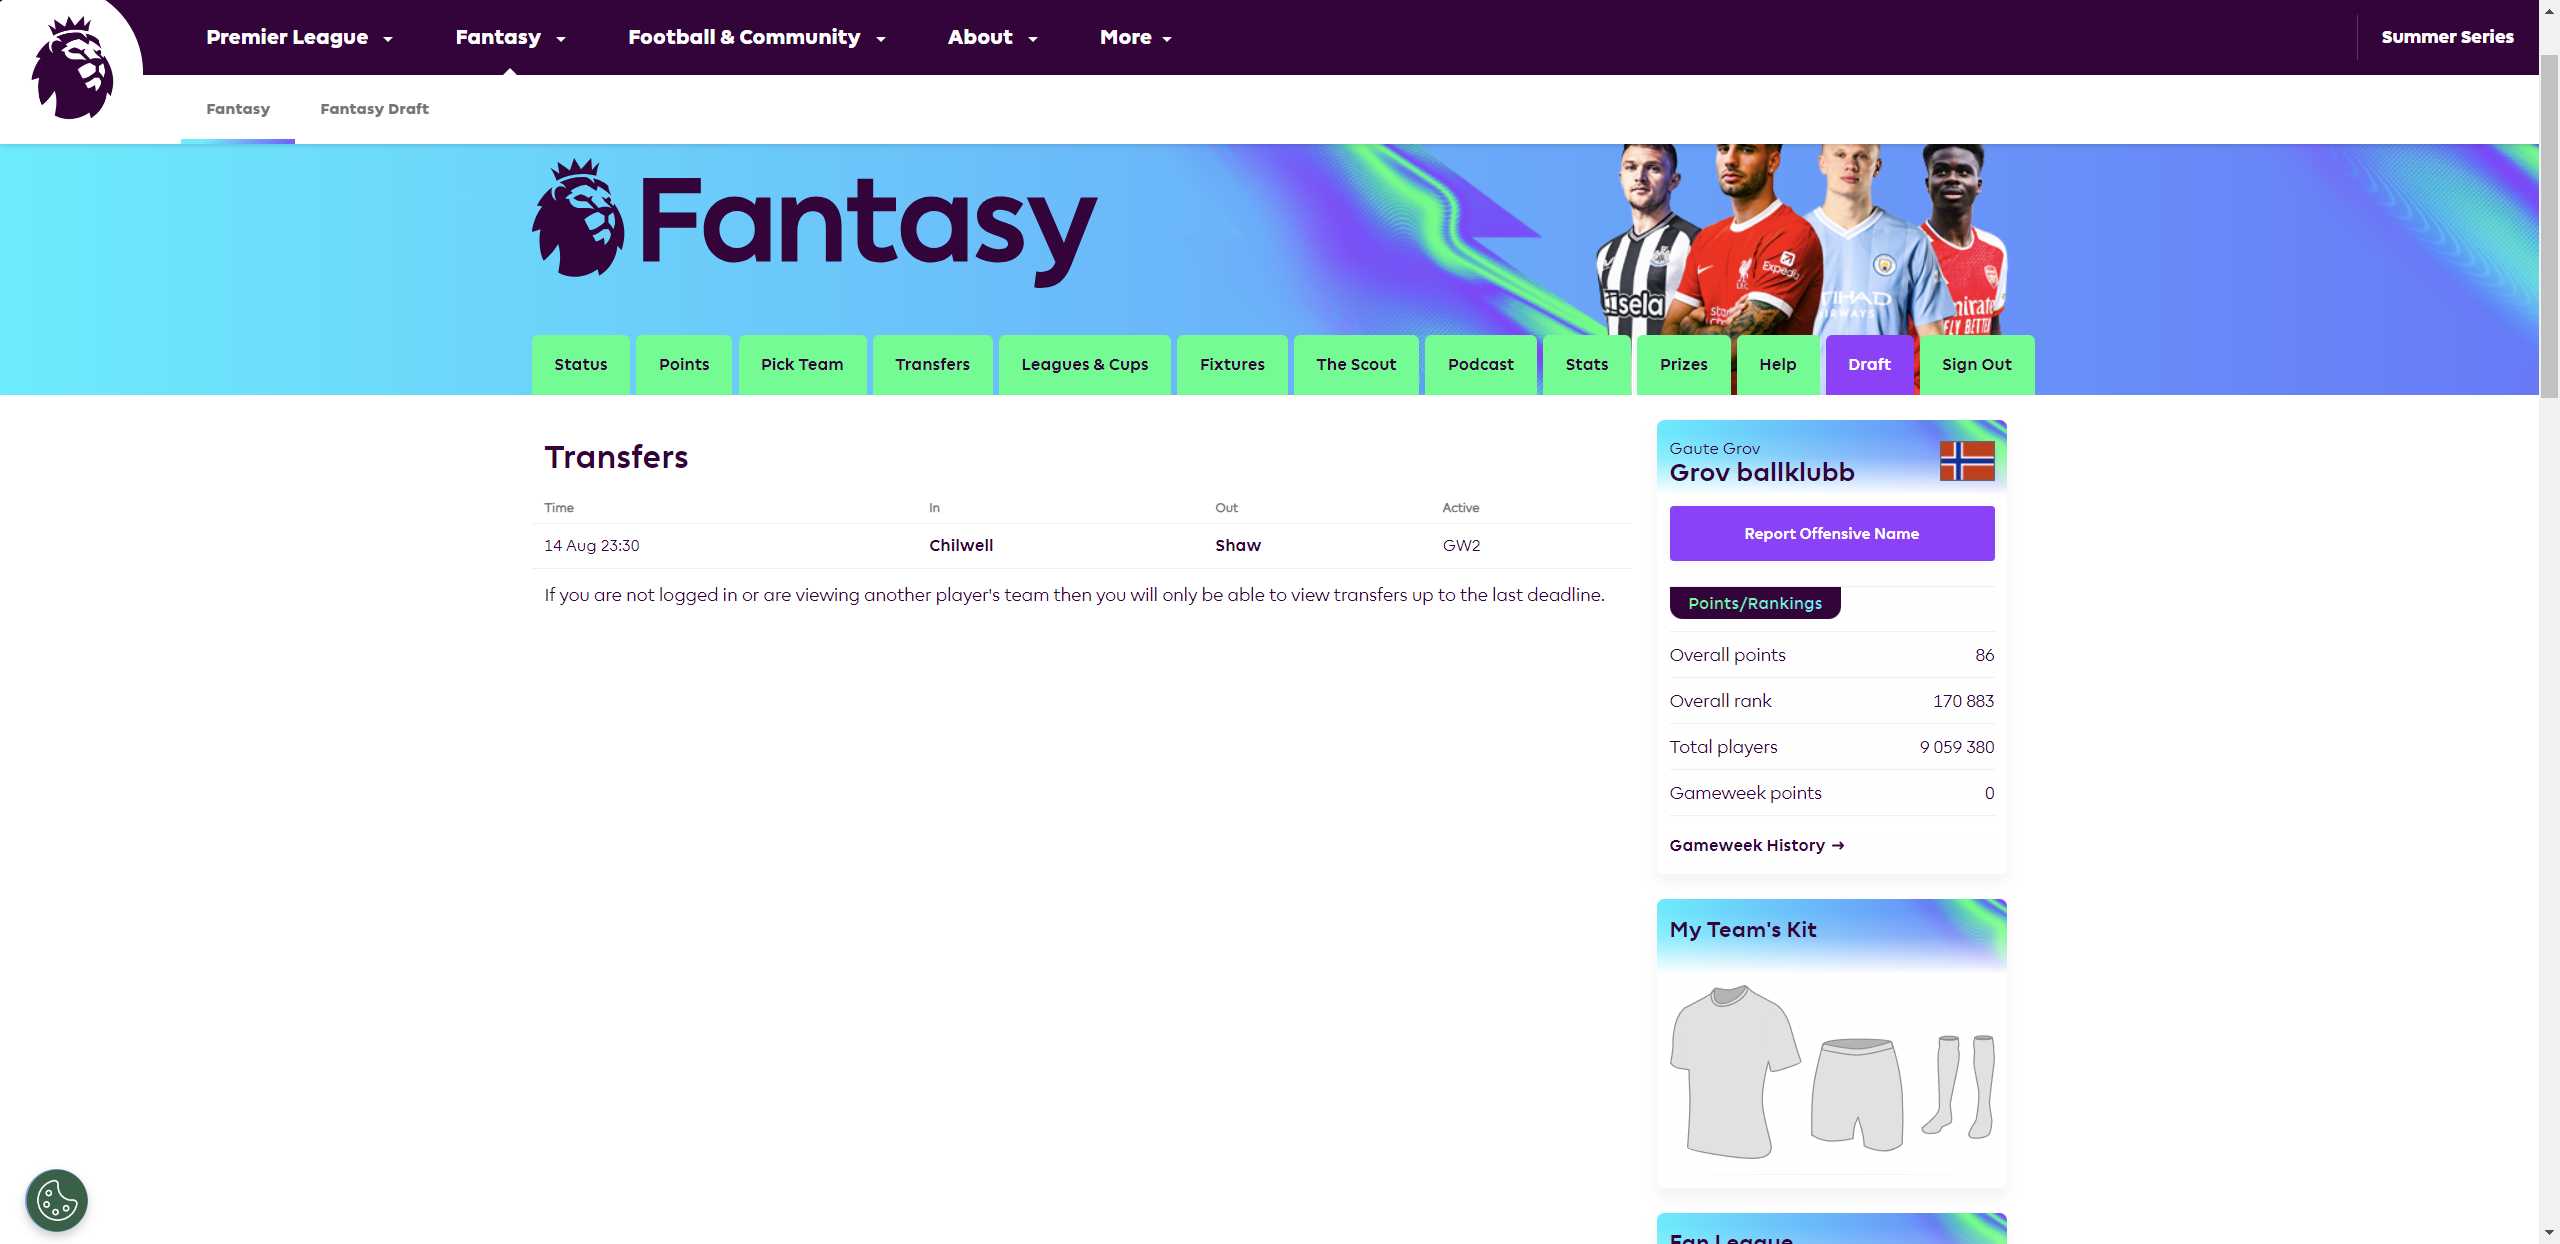 Premier League
Fantasy
Football & Community
About
More
Summer Series
Fantasy
Fantasy Draft
Fantasy
Expedia
Status
Points
Pick Team
Transfers
Leagues & Cups
Fixtures
The Scout
Podcast
Stats
Prizes
Help
Draft
Sign Out
Transfers
Time In Out Active
14 Aug 23:30 Chilwell Shaw GW2
If you are not logged in or are viewing another player's team then you will only be able to view transfers up to the last deadline.
Gaute Grov
Grov ballklubb
Report Offensive Name
Points/Rankings
Overall points 86
Overall rank 170 883
Total players 9 059 380
Gameweek points 0
Gameweek History →
My Team's Kit
Fan League